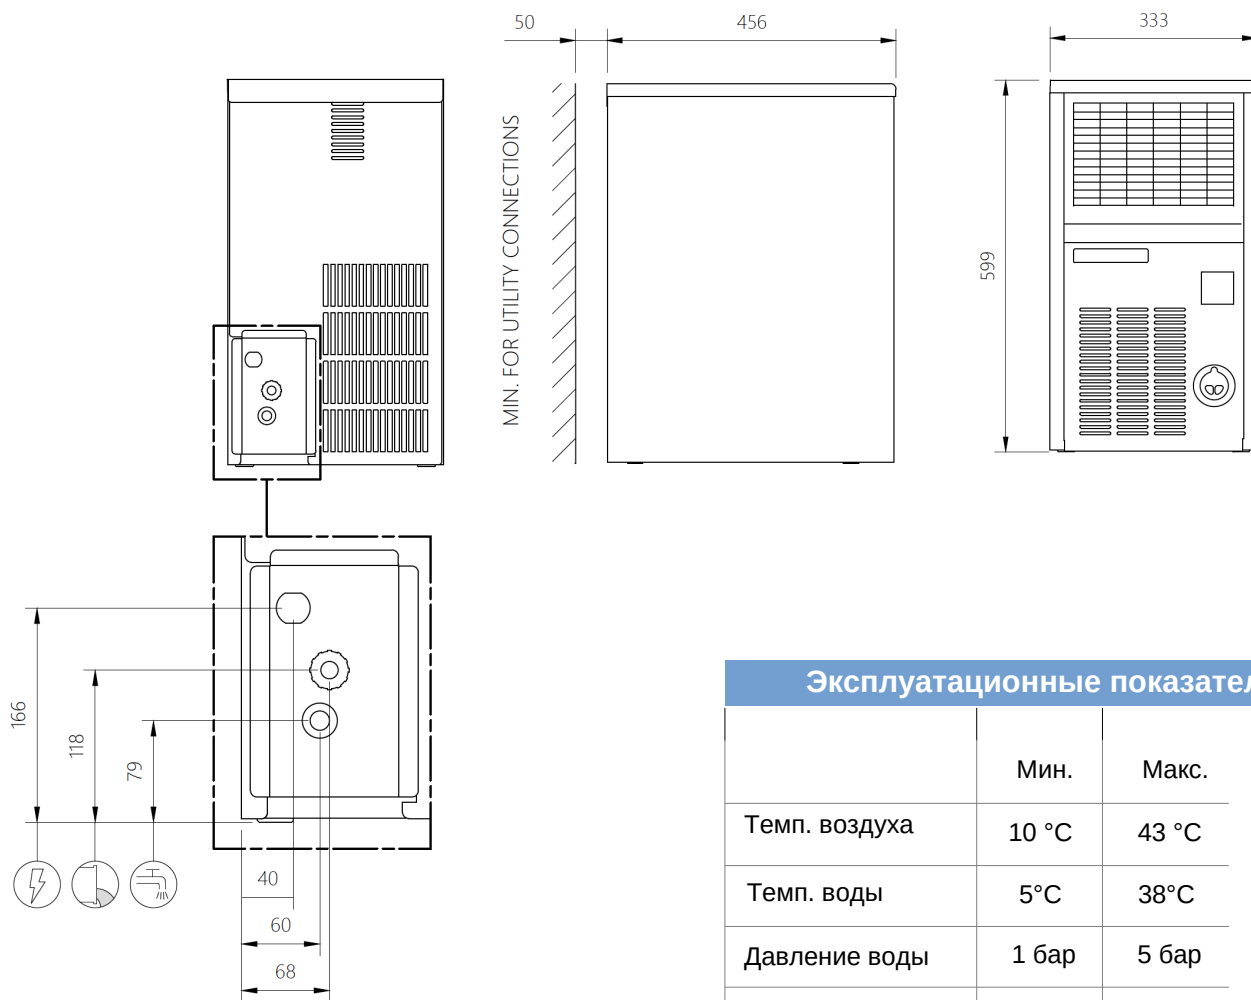 50
456
333
MIN. FOR UTILITY CONNECTIONS
599
166
118
79
40
60
68
Эксплуатационные показател
Мин. Макс.
Темп. воздуха 10 °C 43 °C
Темп. воды 5°C 38°C
Давление воды 1 бар 5 бар